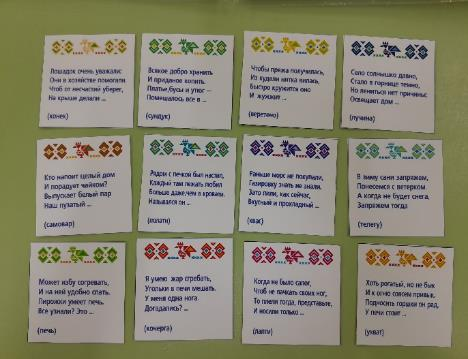 Лошадок очень уважали:
Они в хозяйстве помогали.
Чтоб от несчастий уберег,
На крыше делали ...
(конек)
Всякое добро хранить
И приданое копить.
Платье, бусы и утюг –
Помещалось все в ...
(сундук)
Чтобы пряжа получилась,
Из кудели нитка вилась,
Быстро кружится оно
И жужжит ...
(веретено)
Село солнышко давно,
Стало в горнице темно,
Но лениться нет причины:
Освещает дом ...
(лучина)
Кто напоит целый дом
И порадует чайком?
Выпускает белый пар
Наш пузатый ...
(самовар)
Рядом с печкой был настил,
Каждый там лежать любил
Больше даже, чем в кровати.
Назывался он ...
(полати)
Раньше морс не покупали,
Газировку знать не знали,
Зато пили, как сейчас,
Вкусный и прохладный ...
(квас)
В зиму сани запряжем,
Понесемся с ветерком
А когда не будет снега,
Запряжем тогда
(телегу)
Может избу согревать,
И на ней удобно спать.
Пирожки умеет печь.
Все узнали? Это ...
(печь)
Я умею жар сгребать,
Угольки в печи мешать.
У меня одна нога.
Догадались? ...
(кочерга)
Когда не было сапог,
Чтоб не пачкать своих ног,
То плели тогда, представьте,
И носили только ...
(лапти)
Хоть рогатый, но не бык
И к огню совсем привык,
Подносить горшки он рад,
У печи стоит ...
(ухват)